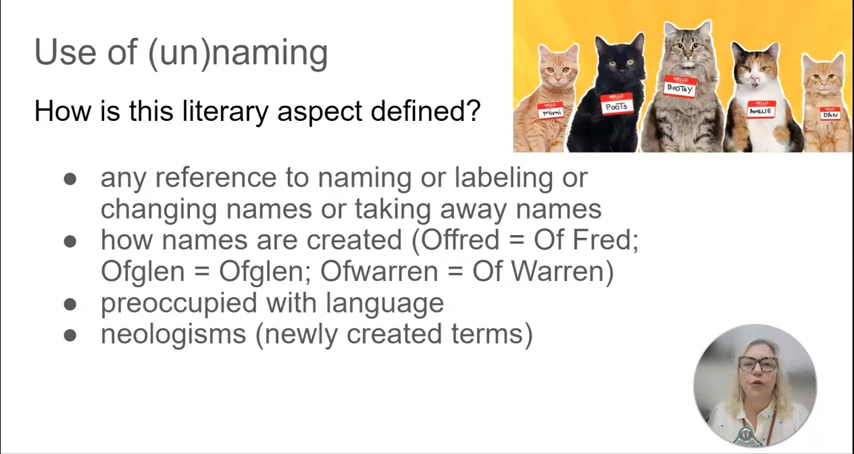 Use of (un)naming
How is this literary aspect defined?
HELLO
Mimi
HELLO
POOTS
HELLO
BOOTSY
HELLO
AMELIE
HELLO
DAN
● any reference to naming or labeling or
changing names or taking away names
● how names are created (Offred = Of Fred;
Ofglen = Ofglen; Ofwarren = Of Warren)
● preoccupied with language
● neologisms (newly created terms)